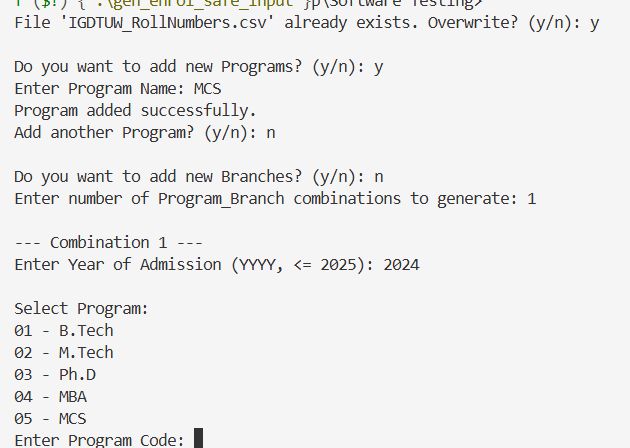 f ($?) { .\gen_enrol_safe_input }p\Software Testing>
File 'IGDTUW_RollNumbers.csv' already exists. Overwrite? (y/n): y
Do you want to add new Programs? (y/n): y
Enter Program Name: MCS
Program added successfully.
Add another Program? (y/n): n
Do you want to add new Branches? (y/n): n
Enter number of Program_Branch combinations to generate: 1
--- Combination 1 ---
Enter Year of Admission (YYYY, <= 2025): 2024
Select Program:
01 - B.Tech
02 - M.Tech
03 - Ph.D
04 - MBA
05 - MCS
Enter Program Code: